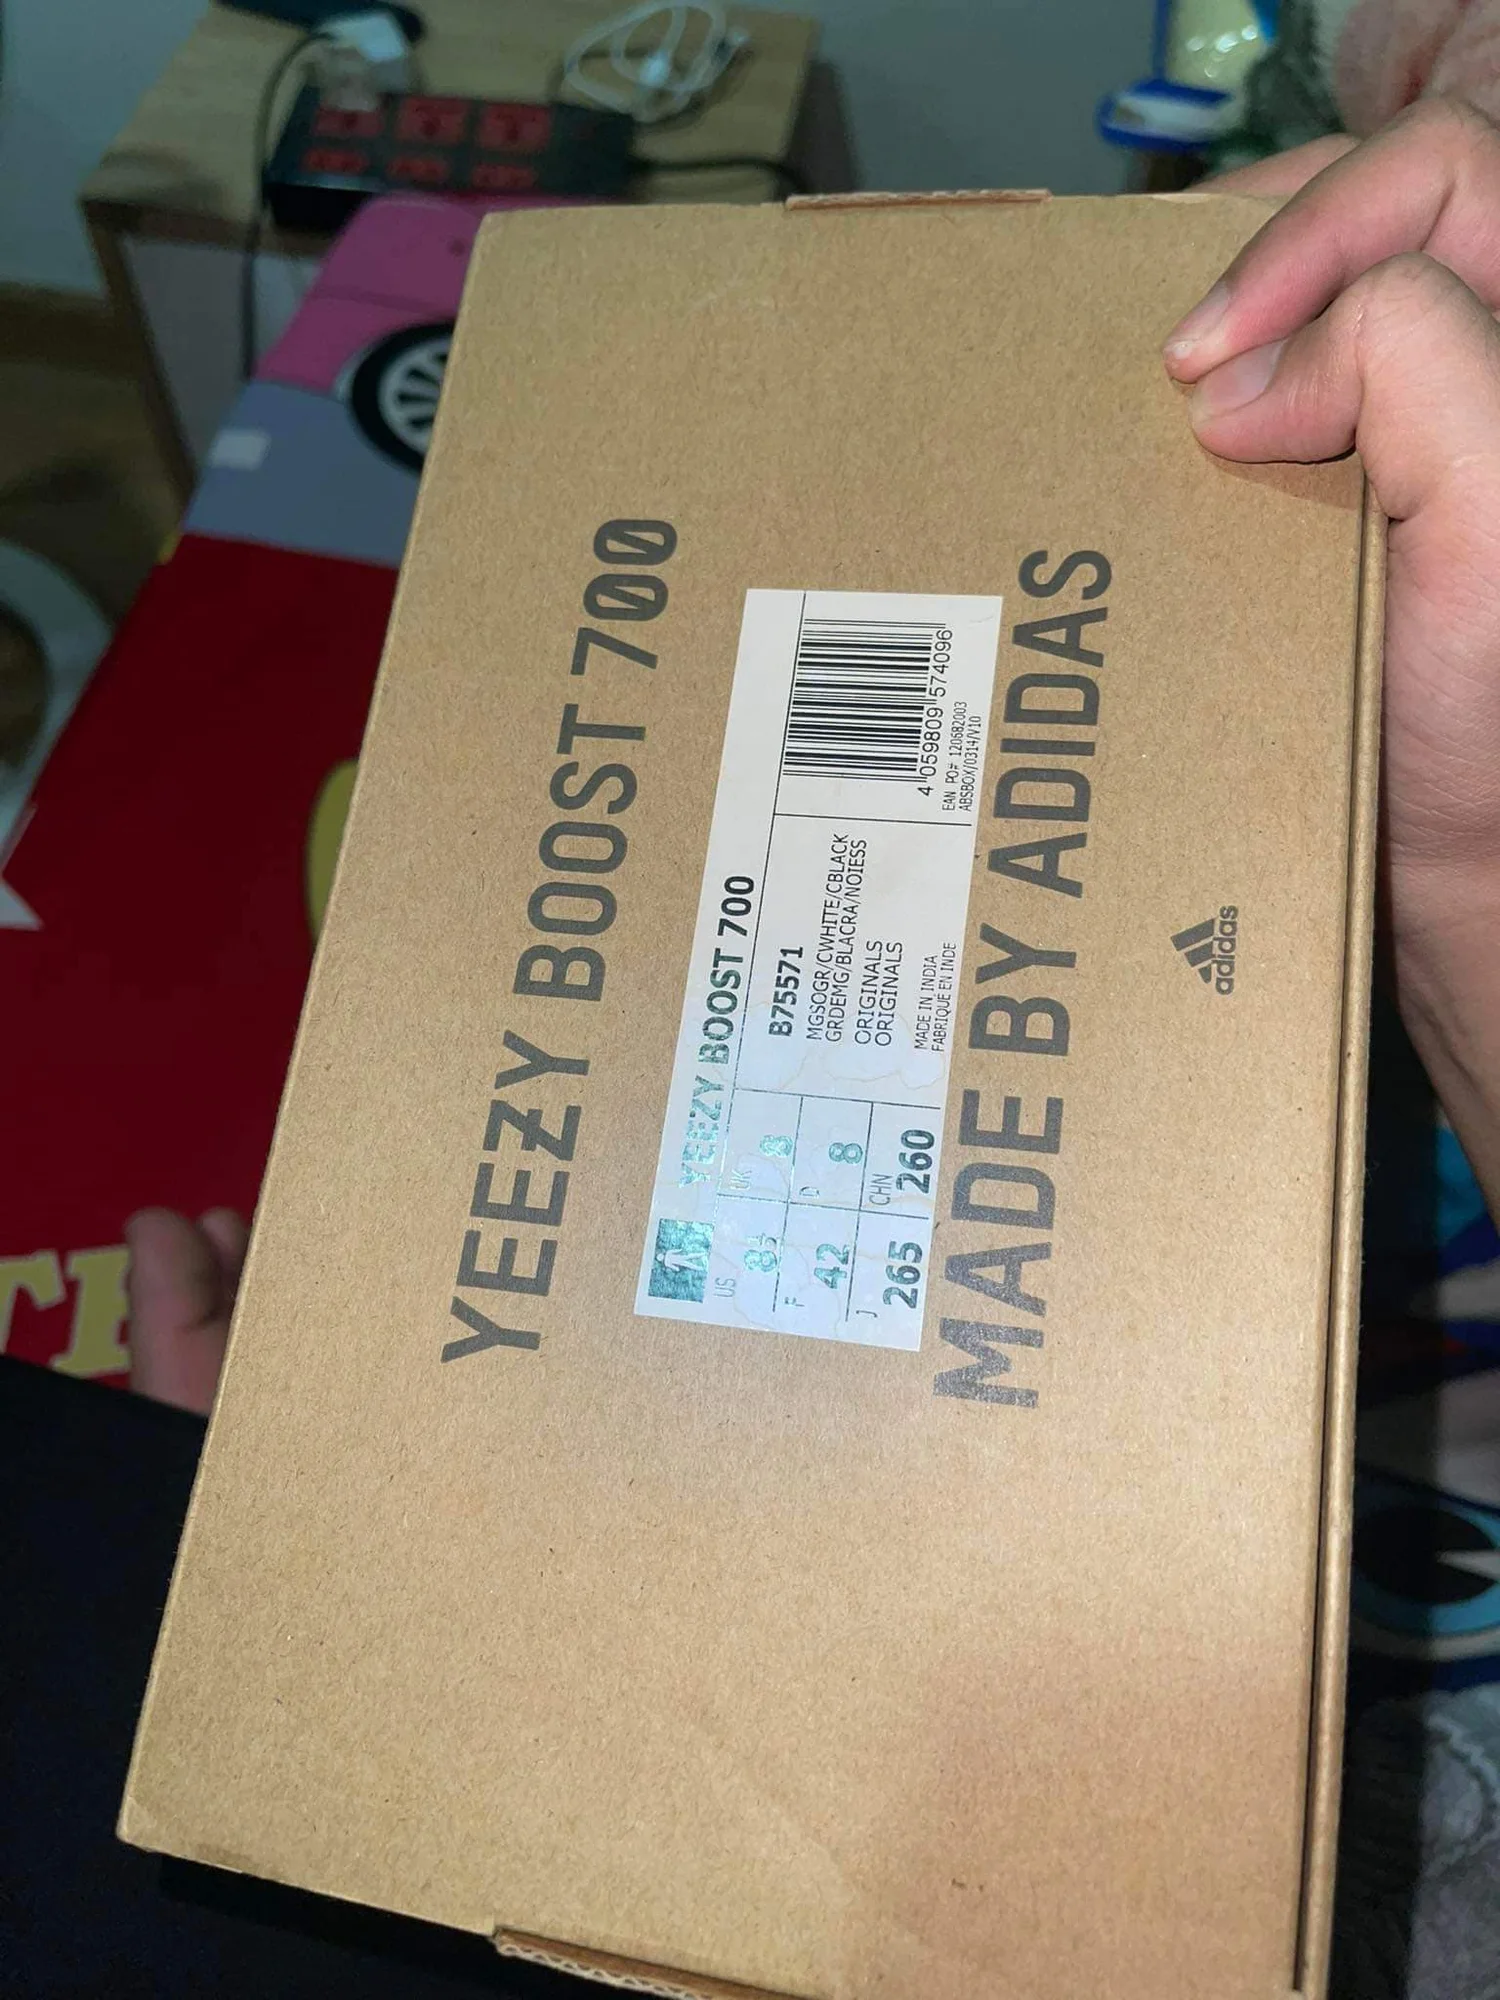 YEEZY BOOST 700
YEEZY BOOST 700
US
8½
UK
8
F
42
D
8
J
265
CHN
260
B75571
MGSOGR/CWHITE/CBLACK
GRDEMG/BLACRA/NOIESS
ORIGINALS
ORIGINALS
MADE IN INDIA
FABRIQUE EN INDE
4 059809 574096
EAN PO# 120682003
ABSBOX/0314/V10
MADE BY ADIDAS
adidas